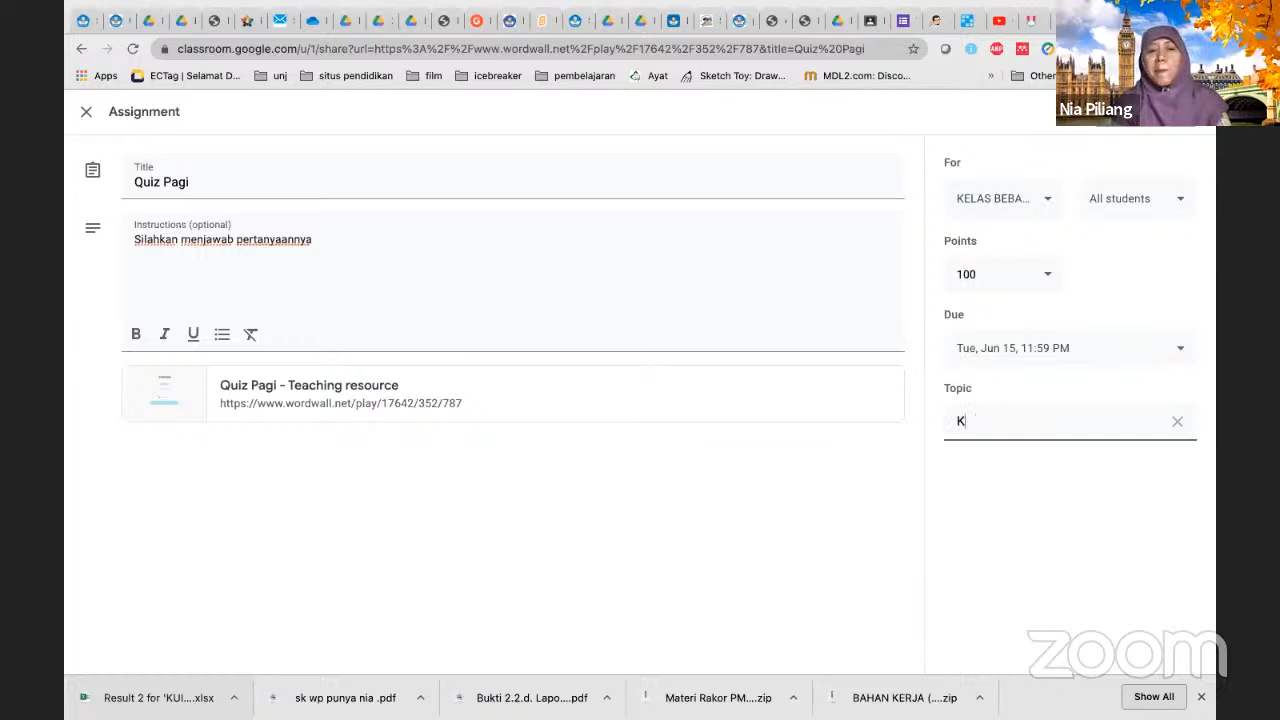 classroom.google.com/u/1/share?url=https%3A%2F%2Fwww.wordwall.net%2Fplay%2F17642%2F352%2F787&title=Quiz%20Pagi
Apps
ECTag | Selamat D...
unj
situs pendidikan
film
icebreaker
pembelajaran
Ayat
Sketch Toy: Draw...
MDL2.com: Disco...
»
Other
Nia Piliang
Assignment
Title
Quiz Pagi
Instructions (optional)
Silahkan menjawab pertanyaannya
B I U
Quiz Pagi - Teaching resource
https://www.wordwall.net/play/17642/352/787
For
KELAS BEBA...
All students
Points
100
Due
Tue, Jun 15, 11:59 PM
Topic
K
zoom
Result 2 for 'KUI....xlsx
sk wp punya nia .pdf
Bukti 2.2.d. Lapo....pdf
Materi Rakor PM....zip
BAHAN KERJA (....zip
Show All